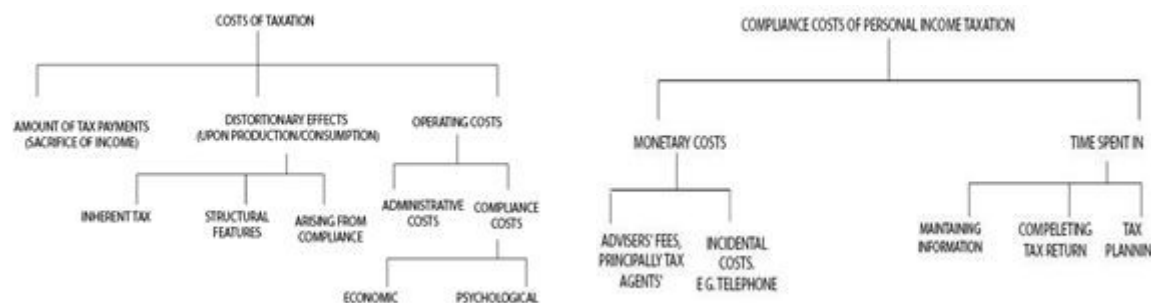 COSTS OF TAXATION
AMOUNT OF TAX PAYMENTS
(SACRIFICE OF INCOME)
DISTORTIONARY EFFECTS
(UPON PRODUCTION/CONSUMPTION)
OPERATING COSTS
INHERENT TAX
STRUCTURAL
FEATURES
ARISING FROM
COMPLIANCE
ADMINISTRATIVE
COSTS
COMPLIANCE
COSTS
ECONOMIC
PSYCHOLOGICAL
COMPLIANCE COSTS OF PERSONAL INCOME TAXATION
MONETARY COSTS
TIME SPENT IN
ADVISERS' FEES,
PRINCIPALLY TAX
AGENTS'
INCIDENTAL
COSTS,
E G. TELEPHONE
MAINTAINING
INFORMATION
COMPELETING
TAX RETURN
TAX
PLANNIN